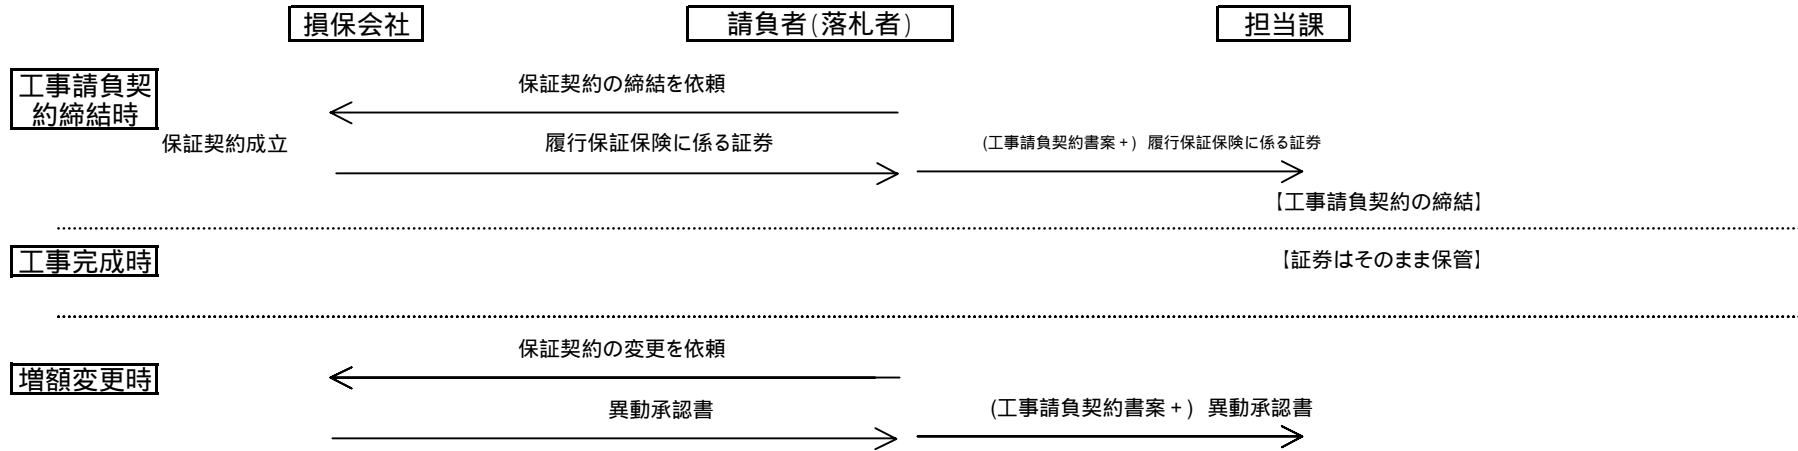 損保会社
請負者(落札者)
担当課
工事請負契
約締結時
保証契約の締結を依頼
保証契約成立
履行保証保険に係る証券
(工事請負契約書案+) 履行保証保険に係る証券
【工事請負契約の締結】
工事完成時
【証券はそのまま保管】
増額変更時
保証契約の変更を依頼
異動承認書
(工事請負契約書案+) 異動承認書